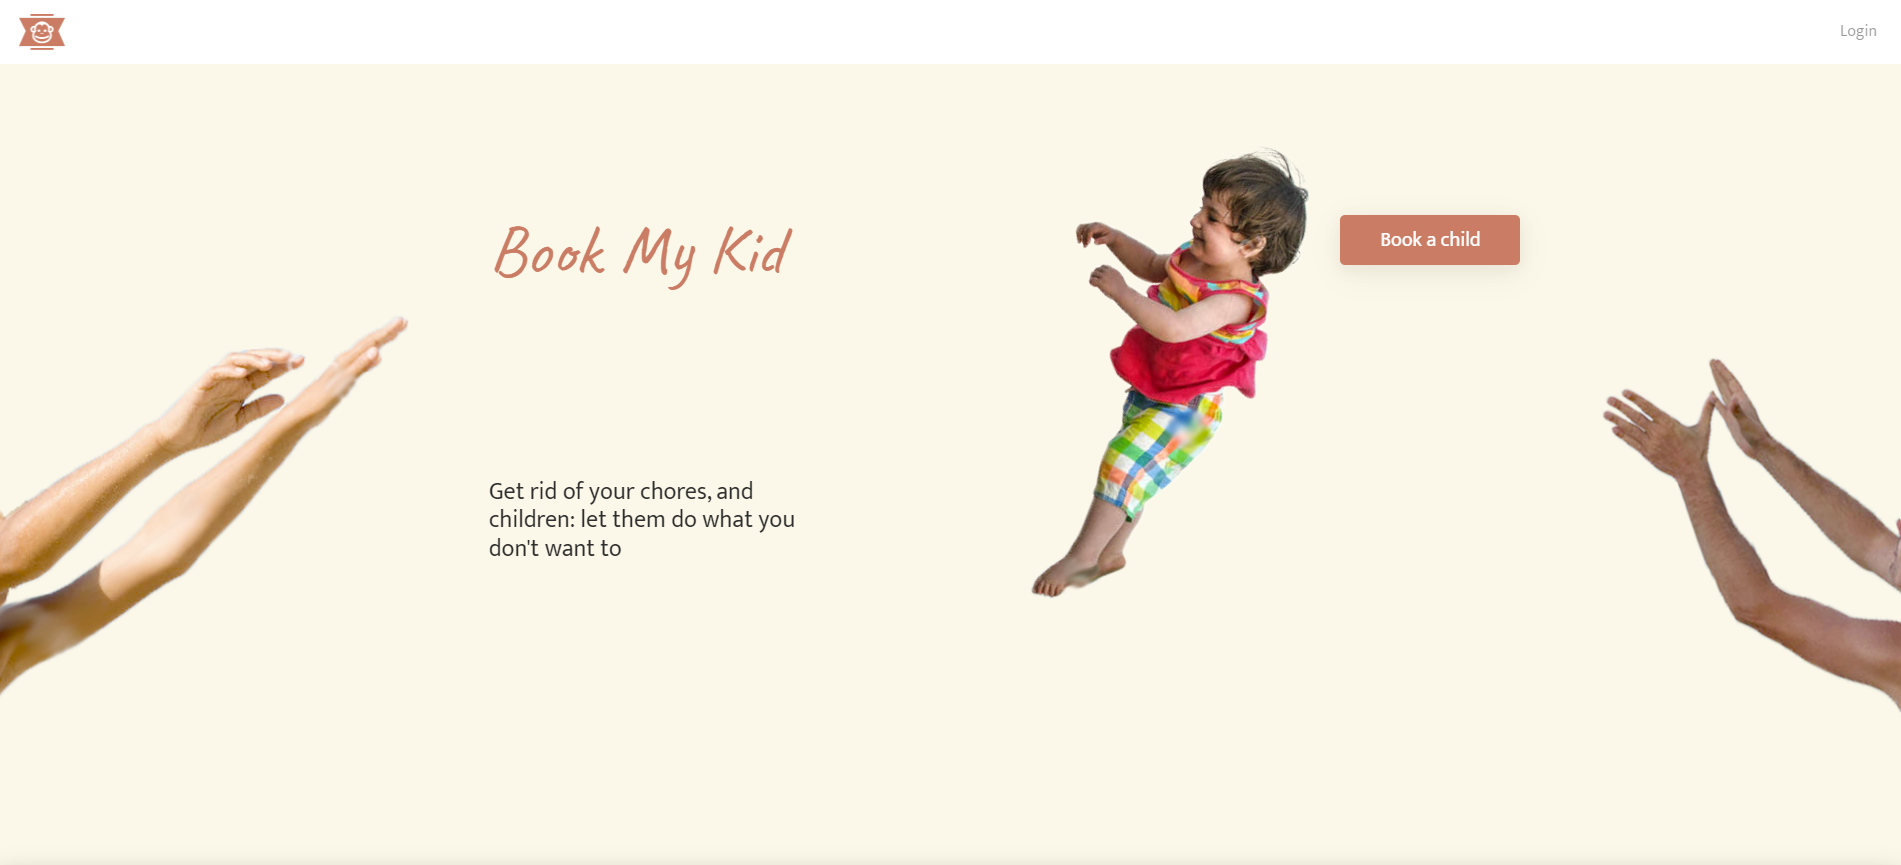 Login
Book My Kid
Book a child
Get rid of your chores, and
children: let them do what you
don't want to